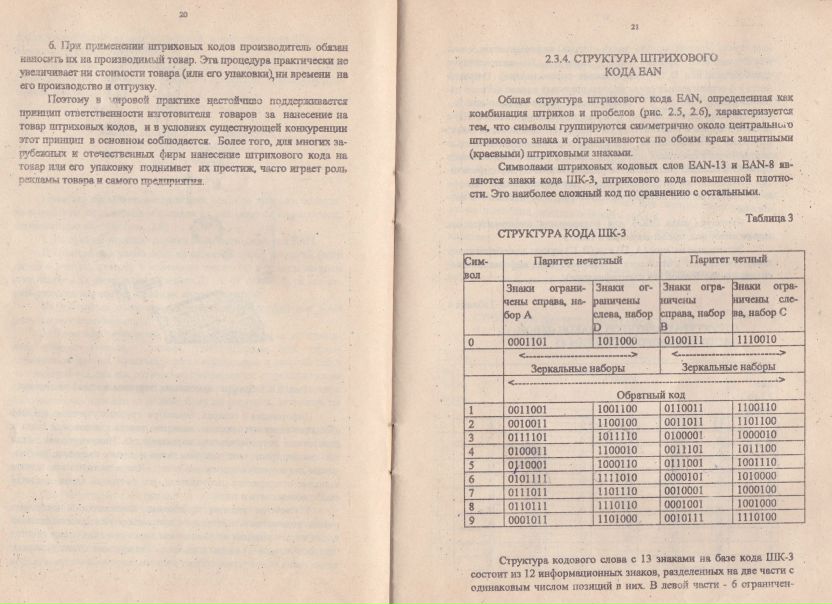 20
6. При применении штриховых кодов производитель обязан
наносить их на производимый товар. Эта процедура практически не
увеличивает ни стоимости товара (или его упаковки), ни времени на
его производство и отгрузку.
Поэтому в мировой практике настойчиво поддерживается
принцип ответственности изготовителя товаров за нанесение на
товар штриховых кодов, и в условиях существующей конкуренции
этот принцип в основном соблюдается. Более того, для многих за-
рубежных и отечественных фирм нанесение штрихового кода на
товар или его упаковку поднимает их престиж, часто играет роль
рекламы товара и самого предприятия.
21
2.3.4. СТРУКТУРА ШТРИХОВОГО
КОДА EAN
Общая структура штрихового кода EAN, определенная как
комбинация штрихов и пробелов (рис. 2.5, 2.6), характеризуется
тем, что символы группируются симметрично около центрального
штрихового знака и ограничиваются по обоим краям защитными
(краевыми) штриховыми знаками.
Символами штриховых кодовых слов EAN-13 и EAN-8 яв-
ляются знаки кода ШК-3, штрихового кода повышенной плотно-
сти. Это наиболее сложный код по сравнению с остальными.
Таблица 3
СТРУКТУРА КОДА ШК-3
Сим- Паритет нечетный Паритет четный
вол
Знаки ограни- Знаки ог- Знаки огра- Знаки огра-
чены справа, на- раничены ничены ничены сле-
бор A слева, набор справа, набор ва, набор C
D B
0 0001101 1011000 0100111 1110010
<---------------------> <--------------------->
Зеркальные наборы Зеркальные наборы
<------------------------------------------------>
Обратный код
1 0011001 1001100 0110011 1100110
2 0010011 1100100 0011011 1101100
3 0111101 1011110 0100001 1000010
4 0100011 1100010 0011101 1011100
5 0110001 1000110 0111001 1001110
6 0101111 1111010 0000101 1010000
7 0111011 1101110 0010001 1000100
8 0110111 1110110 0001001 1001000
9 0001011 1101000 0010111 1110100
Структура кодового слова с 13 знаками на базе кода ШК-3
состоит из 12 информационных знаков, разделенных на две части с
одинаковым числом позиций в них. В левой части - 6 ограничен-